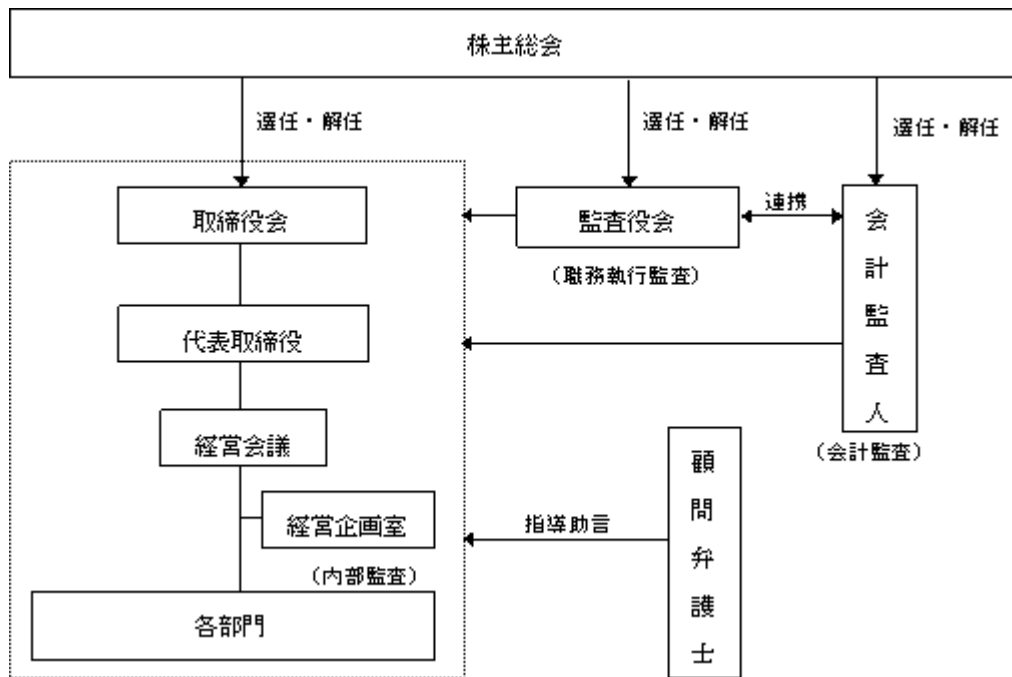 株主総会
選任・解任
選任・解任
選任・解任
取締役会
監査役会
連携
会計監査人
（職務執行監査）
代表取締役
経営会議
（会計監査）
顧問弁護士
経営企画室
指導助言
（内部監査）
各部門